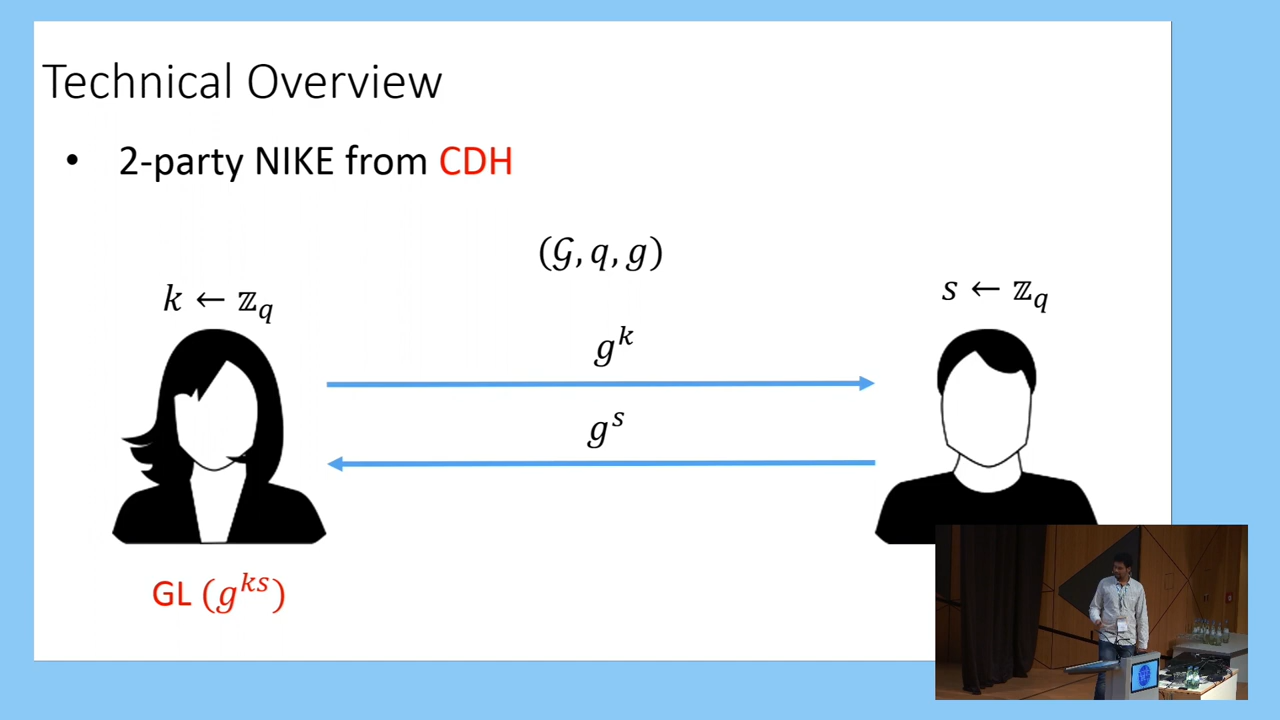 Technical Overview
• 2-party NIKE from CDH
(𝒢, q, g)
k ← ℤ_q
s ← ℤ_q
g^k
g^s
GL (g^{ks})